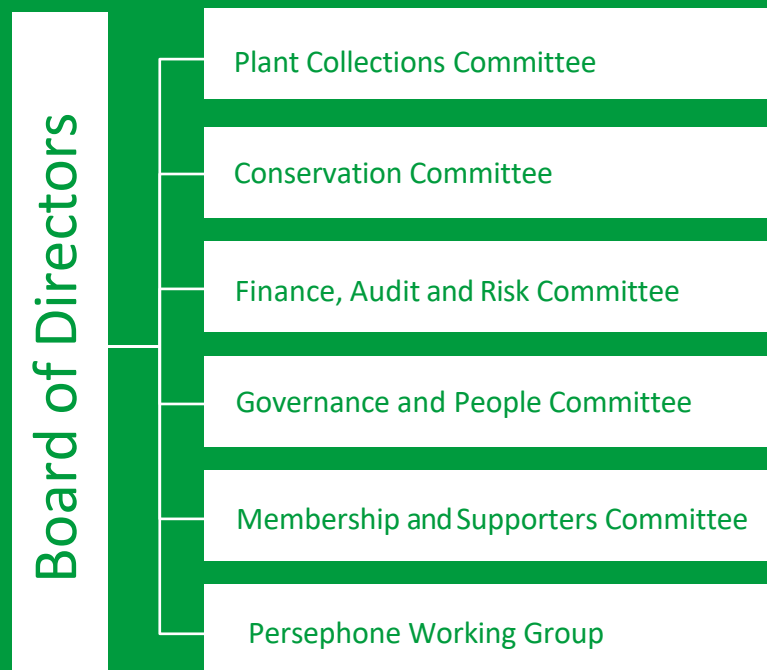 Board of Directors
Plant Collections Committee
Conservation Committee
Finance, Audit and Risk Committee
Governance and People Committee
Membership and Supporters Committee
Persephone Working Group